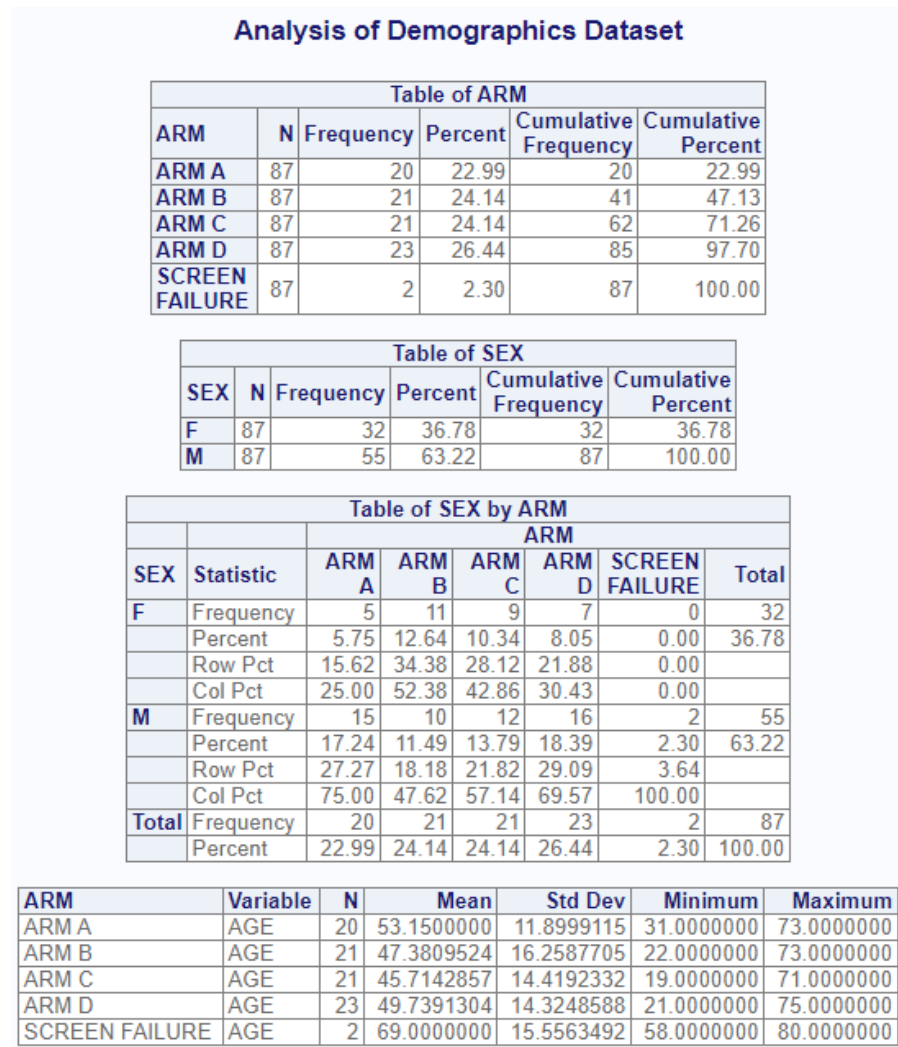 Analysis of Demographics Dataset
Table of ARM
ARM N Frequency Percent Cumulative Frequency Cumulative Percent
ARM A 87 20 22.99 20 22.99
ARM B 87 21 24.14 41 47.13
ARM C 87 21 24.14 62 71.26
ARM D 87 23 26.44 85 97.70
SCREEN FAILURE 87 2 2.30 87 100.00
Table of SEX
SEX N Frequency Percent Cumulative Frequency Cumulative Percent
F 87 32 36.78 32 36.78
M 87 55 63.22 87 100.00
Table of SEX by ARM
ARM
SEX Statistic ARM A ARM B ARM C ARM D SCREEN FAILURE Total
F Frequency 5 11 9 7 0 32
Percent 5.75 12.64 10.34 8.05 0.00 36.78
Row Pct 15.62 34.38 28.12 21.88 0.00
Col Pct 25.00 52.38 42.86 30.43 0.00
M Frequency 15 10 12 16 2 55
Percent 17.24 11.49 13.79 18.39 2.30 63.22
Row Pct 27.27 18.18 21.82 29.09 3.64
Col Pct 75.00 47.62 57.14 69.57 100.00
Total Frequency 20 21 21 23 2 87
Percent 22.99 24.14 24.14 26.44 2.30 100.00
ARM Variable N Mean Std Dev Minimum Maximum
ARM A AGE 20 53.1500000 11.8999115 31.0000000 73.0000000
ARM B AGE 21 47.3809524 16.2587705 22.0000000 73.0000000
ARM C AGE 21 45.7142857 14.4192332 19.0000000 71.0000000
ARM D AGE 23 49.7391304 14.3248588 21.0000000 75.0000000
SCREEN FAILURE AGE 2 69.0000000 15.5563492 58.0000000 80.0000000